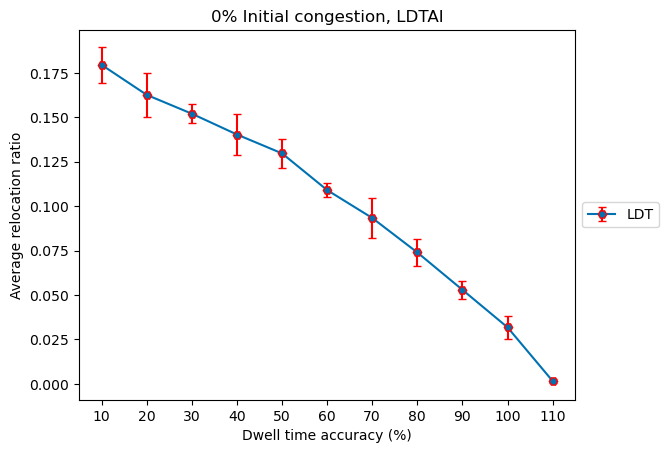 0% Initial congestion, LDTAI
Average relocation ratio
0.175
0.150
0.125
0.100
0.075
0.050
0.025
0.000
10 20 30 40 50 60 70 80 90 100 110
Dwell time accuracy (%)
LDT